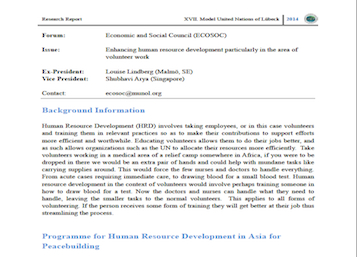 Research Report XVII. Model United Nations of Lübeck 2014
Forum: Economic and Social Council (ECOSOC)
Issue: Enhancing human resource development particularly in the area of
volunteer work
Ex-President: Louise Lindberg (Malmö, SE)
Vice President: Shubhavi Arya (Singapore)
Contact:
Background Information
Human Resource Development (HRD) involves taking employees, or in this case volunteers
and training them in relevant practices so as to make their contributions to support efforts
more efficient and worthwhile. Educating volunteers allows them to do their jobs better, and
as such allows organizations such as the UN to allocate their resources more efficiently. Take
volunteers working in a medical area of a relief camp somewhere in Africa, if you were to be
dropped in there we would be an extra pair of hands and could help with mundane tasks like
carrying supplies around. This would force the few nurses and doctors to handle everything.
From acute cases requiring immediate care, to drawing blood for a small blood test. Human
resource development in the context of volunteers would involve perhaps training someone in
how to draw blood for a test. Now the doctors and nurses can handle what they need to
handle, leaving the smaller tasks to the normal volunteers. This applies to all forms of
volunteering. If the person receives some form of training they will get better at their job thus
streamlining the process.
Programme for Human Resource Development in Asia for
Peacebuilding